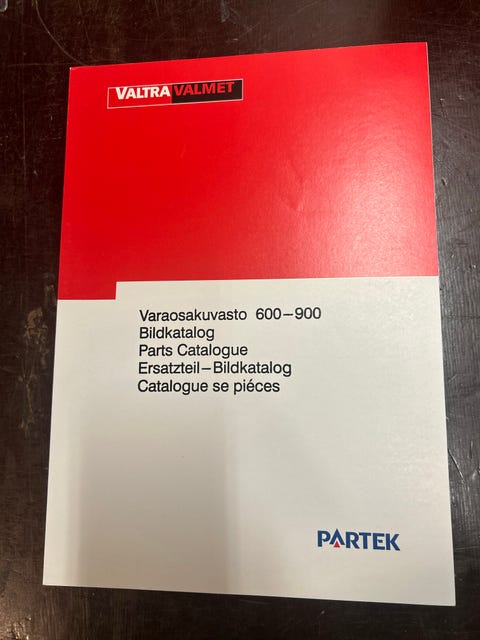 VALTRA VALMET
Varaosakuvasto 600–900
Bildkatalog
Parts Catalogue
Ersatzteil–Bildkatalog
Catalogue se piéces
PARTEK